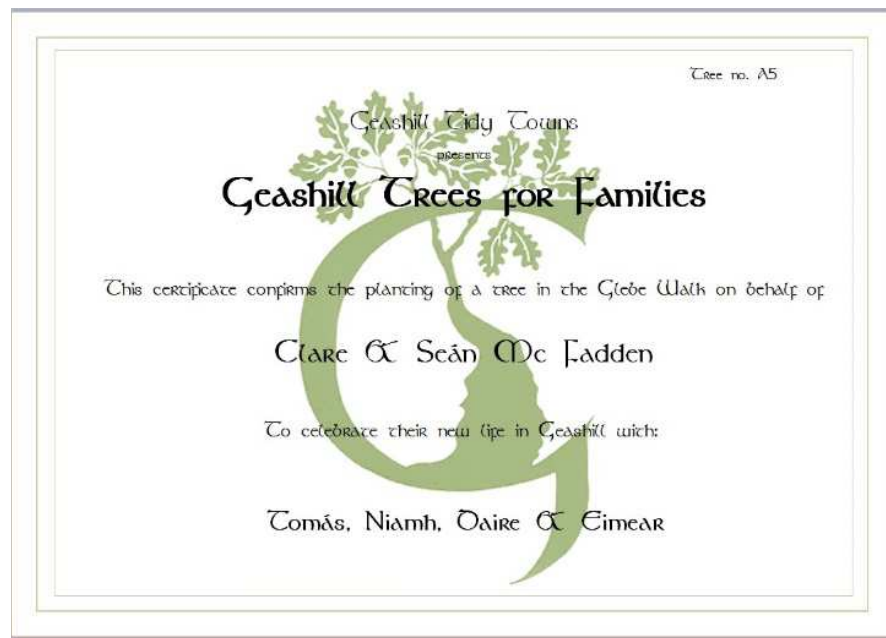 Tree no. A5
Geashill Tidy Towns
presents
Geashill Trees for Families
This certificate confirms the planting of a tree in the Glebe Walk on behalf of
Clare & Seán Mc Fadden
To celebrate their new life in Geashill with:
Tomás, Niamh, Daire & Eimear